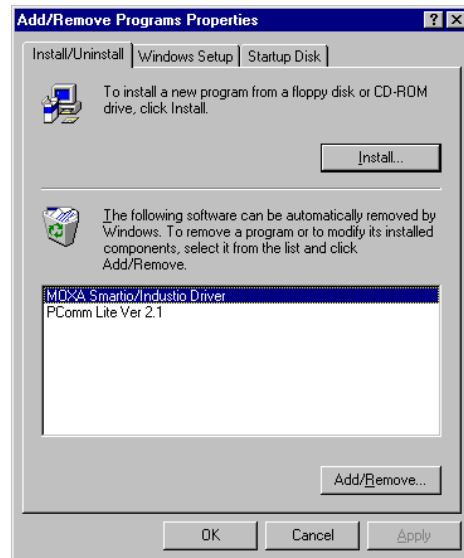 Add/Remove Programs Properties
Install/Uninstall
Windows Setup
Startup Disk
To install a new program from a floppy disk or CD-ROM
drive, click Install.
Install...
The following software can be automatically removed by
Windows. To remove a program or to modify its installed
components, select it from the list and click
Add/Remove.
MOXA Smartio/Industio Driver
PComm Lite Ver 2.1
Add/Remove...
OK
Cancel
Apply